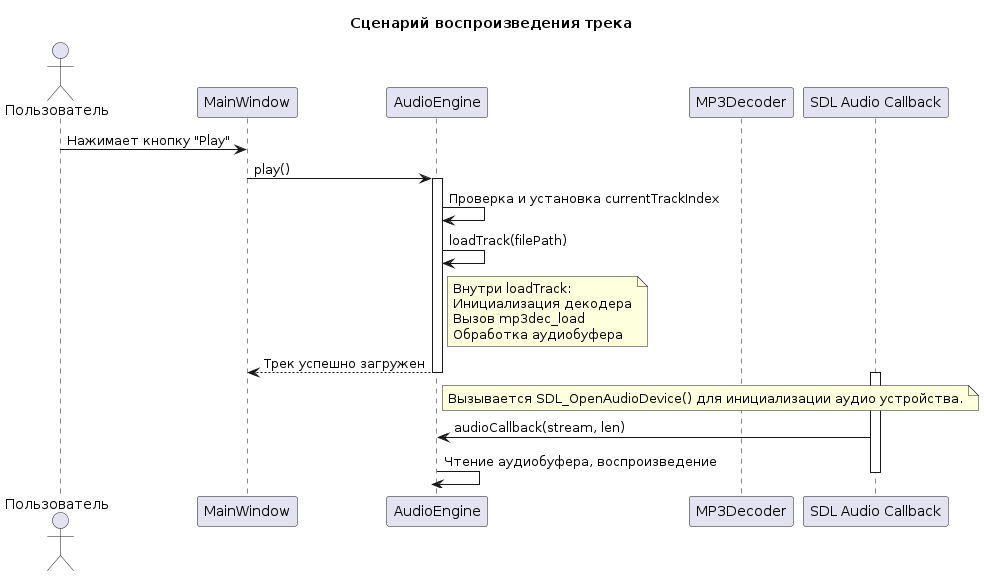 Сценарий воспроизведения трека
Пользователь
MainWindow
AudioEngine
MP3Decoder
SDL Audio Callback
Нажимает кнопку "Play"
play()
Проверка и установка currentTrackIndex
loadTrack(filePath)
Внутри loadTrack:
Инициализация декодера
Вызов mp3dec_load
Обработка аудиобуфера
Трек успешно загружен
Вызывается SDL_OpenAudioDevice() для инициализации аудио устройства.
audioCallback(stream, len)
Чтение аудиобуфера, воспроизведение
Пользователь
MainWindow
AudioEngine
MP3Decoder
SDL Audio Callback